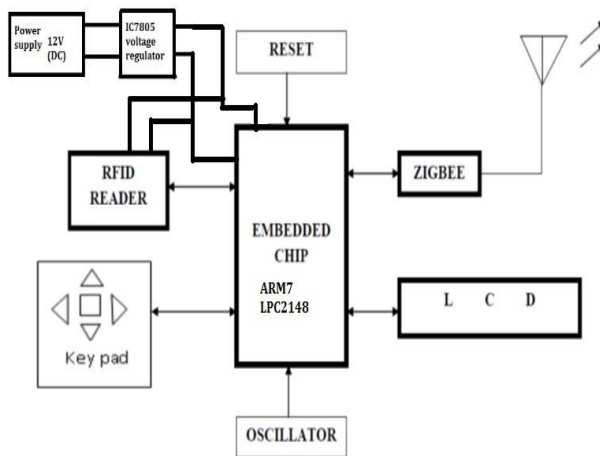 Power
supply 12V
(DC)
IC7805
voltage
regulator
RESET
RFID
READER
ZIGBEE
EMBEDDED
CHIP
ARM7
LPC2148
L C D
Key pad
OSCILLATOR